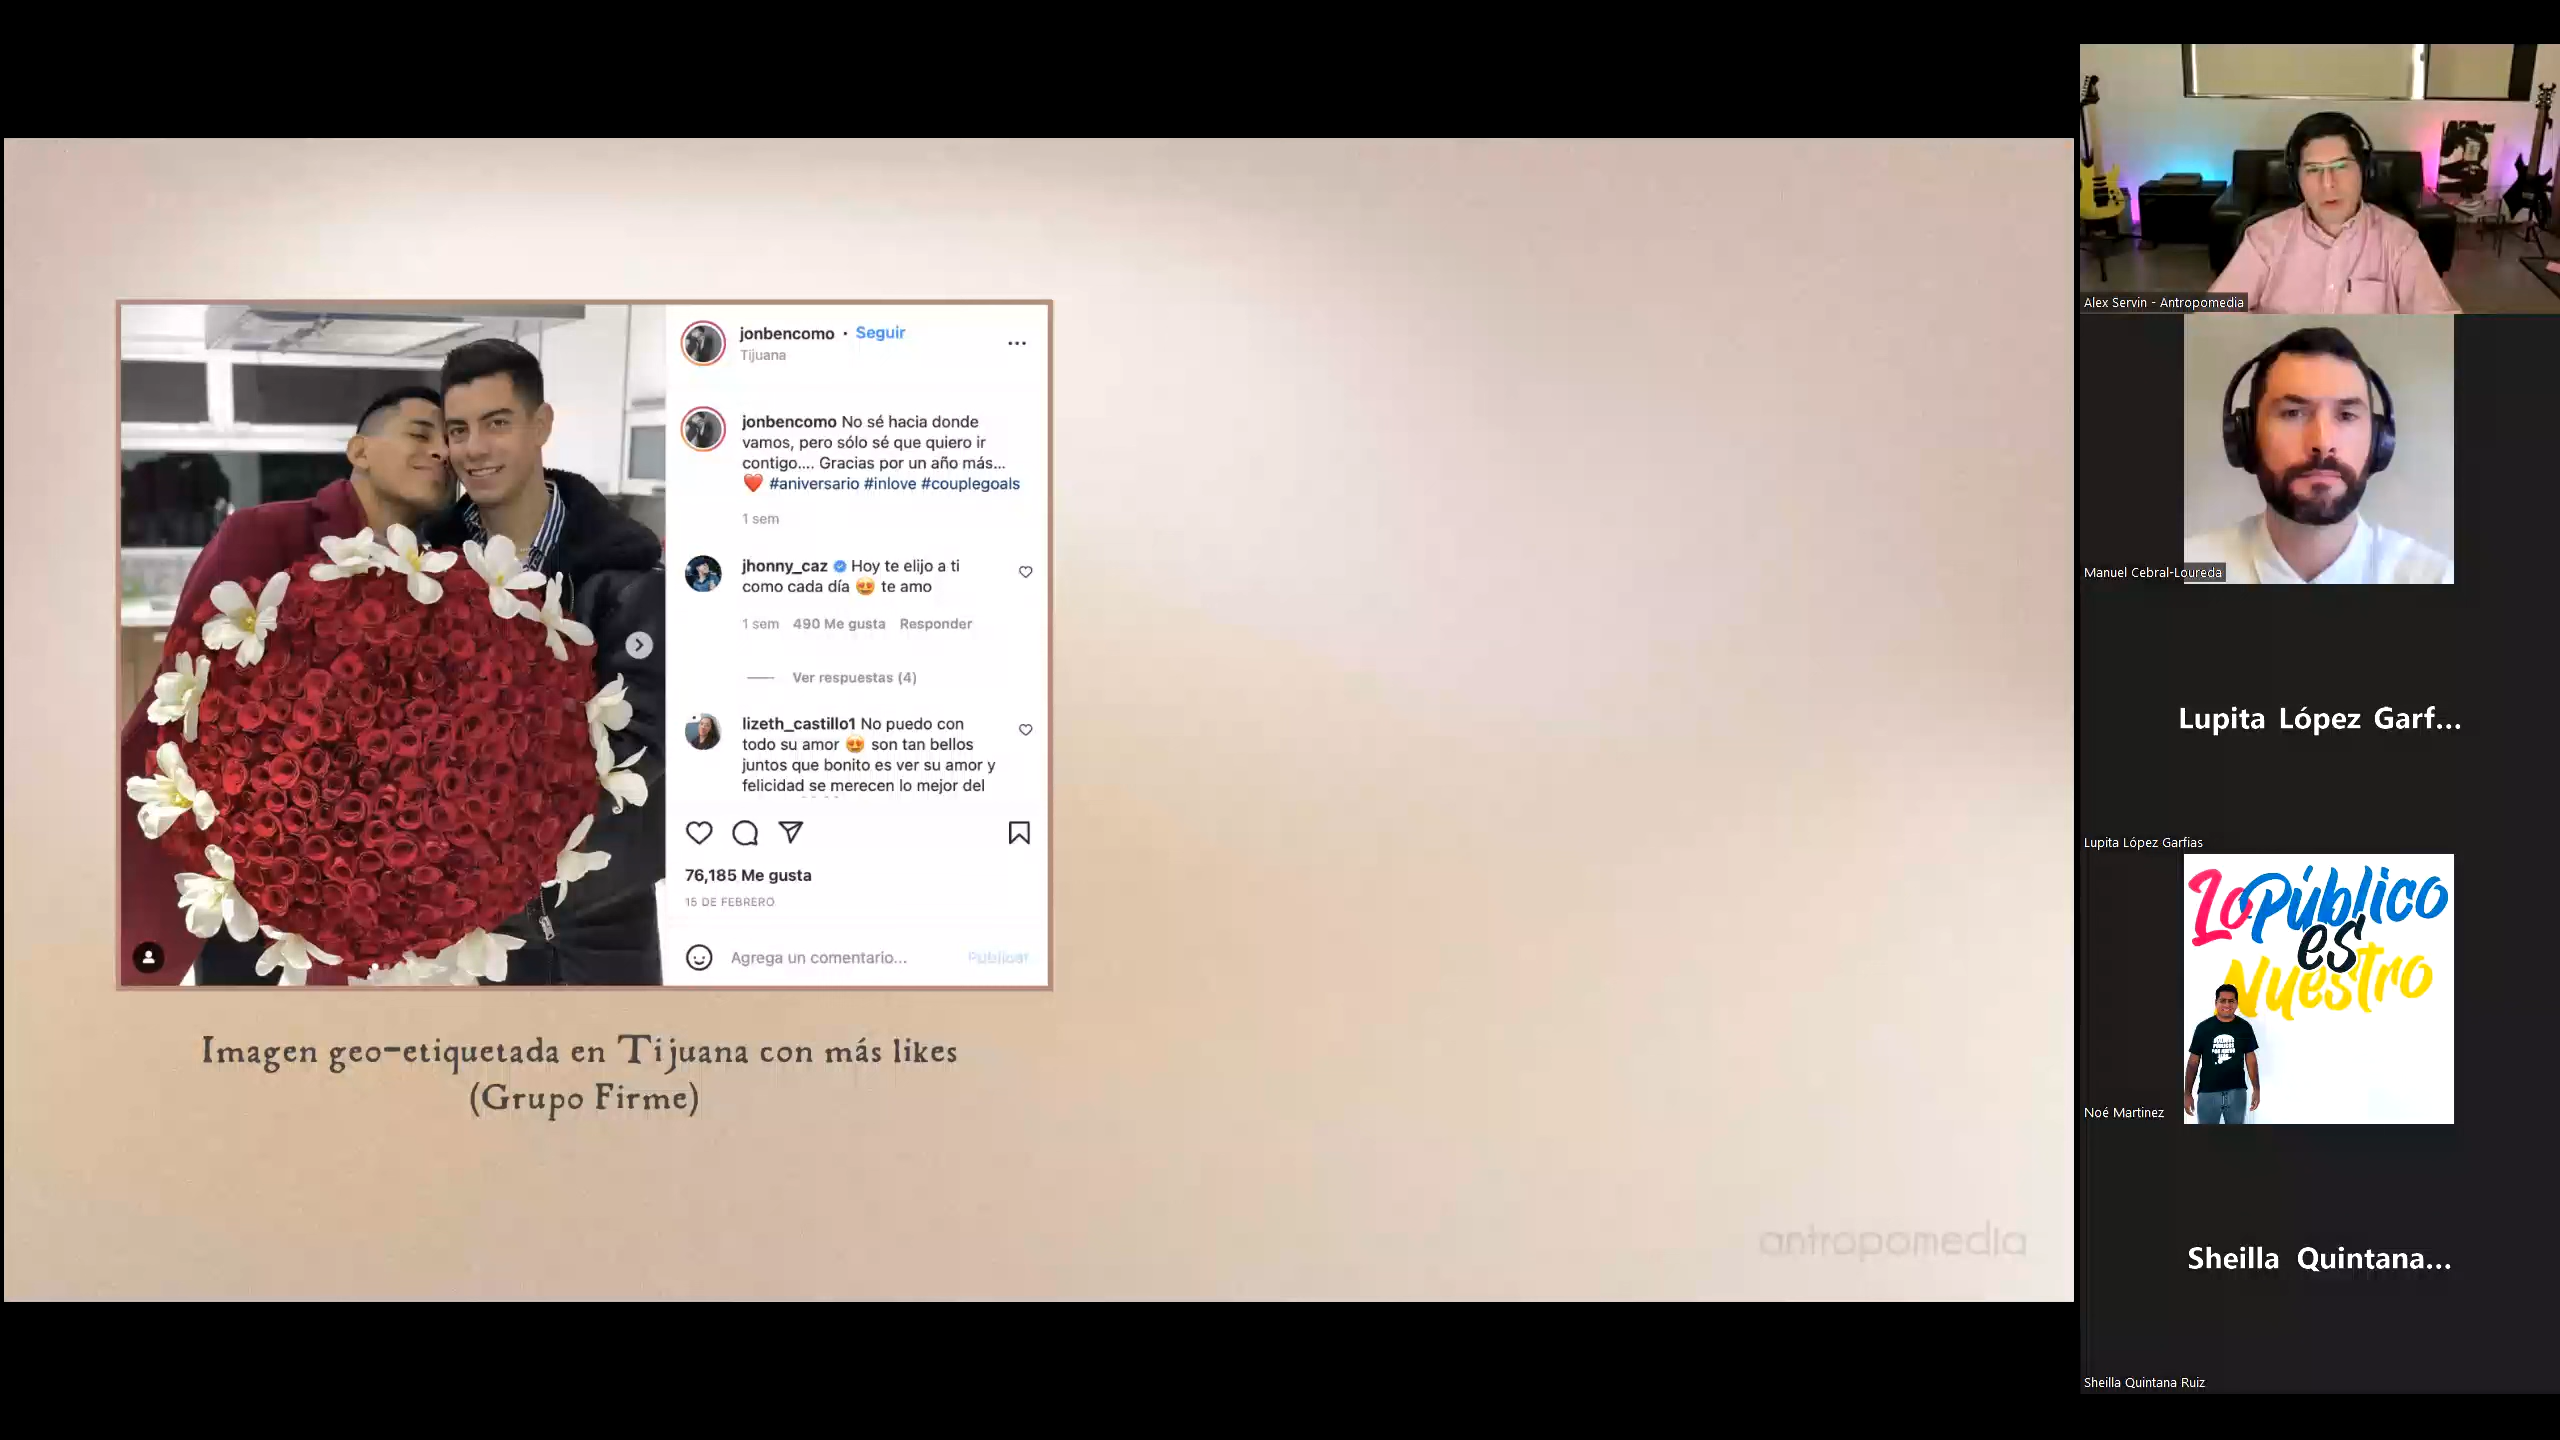 jonbencomo • Seguir
Tijuana
jonbencomo No sé hacia donde
vamos, pero sólo sé que quiero ir
contigo.... Gracias por un año más...
❤️ #aniversario #inlove #couplegoals
1 sem
jhonny_caz Hoy te elijo a ti
como cada día 😍 te amo
1 sem 490 Me gusta Responder
Ver respuestas (4)
lizeth_castillo1 No puedo con
todo su amor 😍 son tan bellos
juntos que bonito es ver su amor y
felicidad se merecen lo mejor del
76,185 Me gusta
15 DE FEBRERO
Agrega un comentario... Publicar
Imagen geo-etiquetada en Tijuana con más likes
(Grupo Firme)
antropomedia
Alex Servin - Antropomedia
Manuel Cebral-Loureda
Lupita López Garf...
Lupita López Garfias
Lo Público
es
Nuestro
Noé Martinez
Sheilla Quintana...
Sheilla Quintana Ruiz